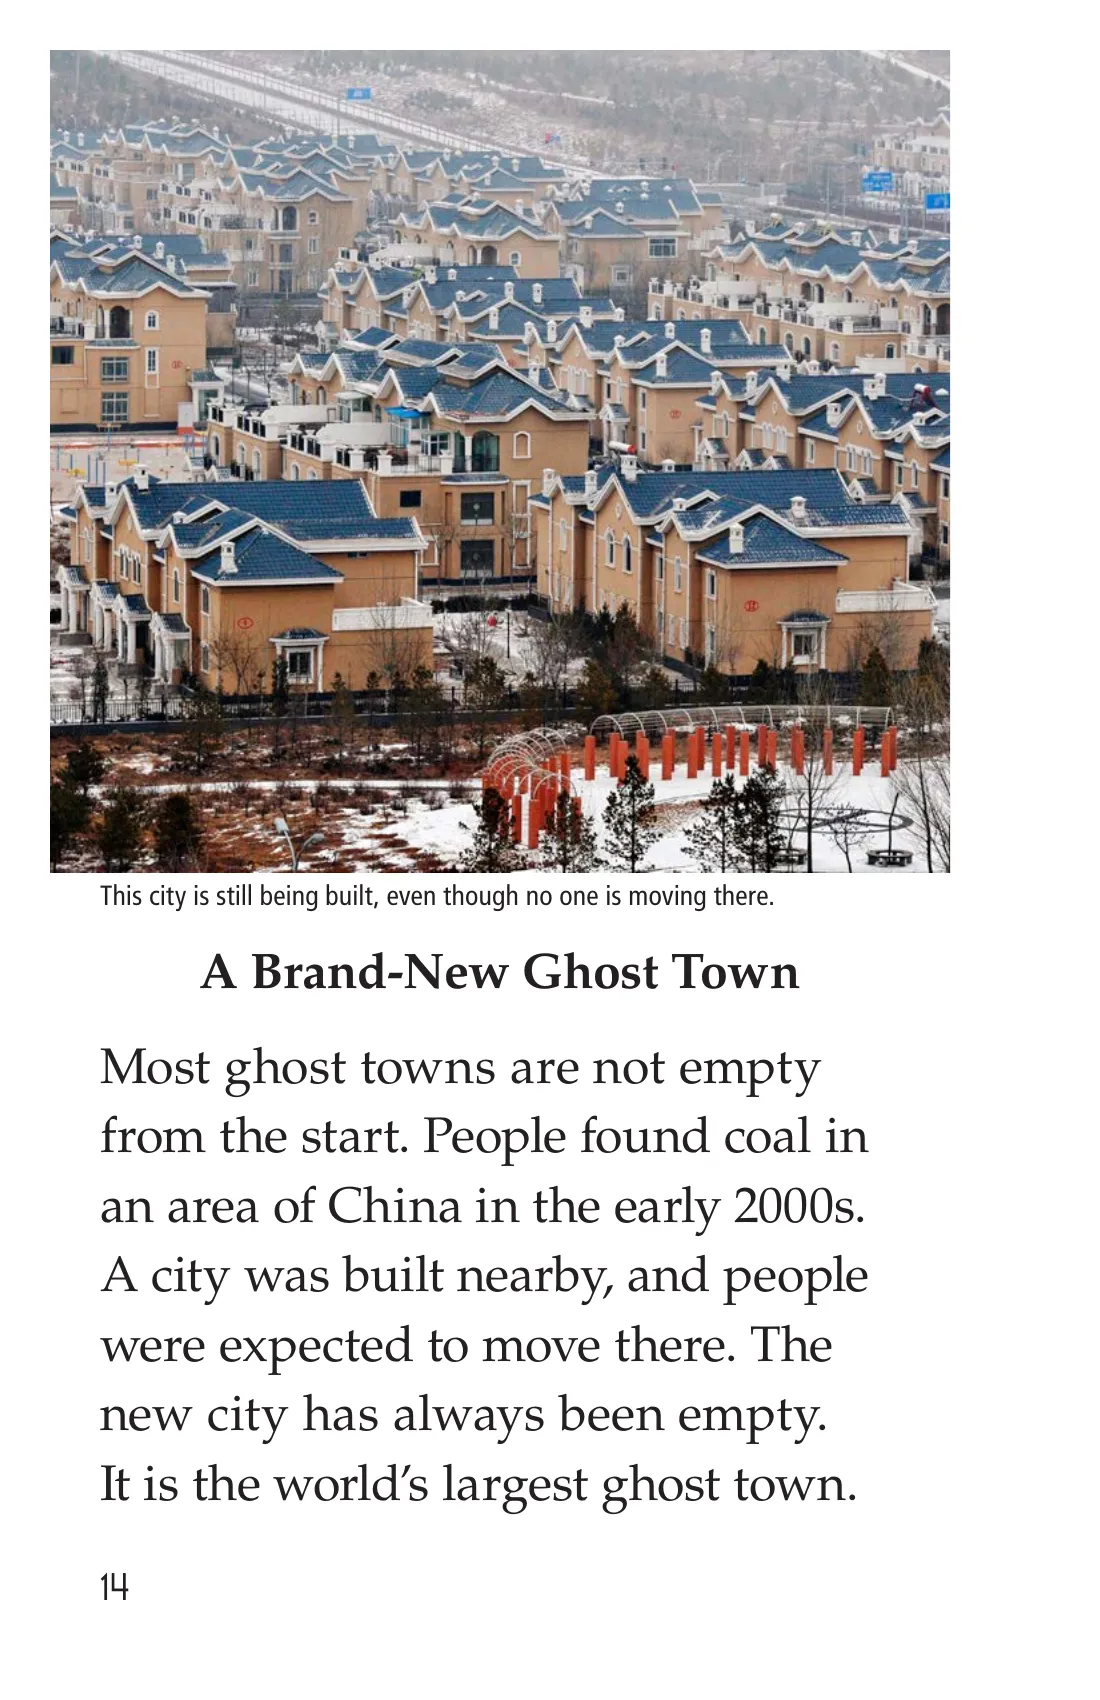 This city is still being built, even though no one is moving there.
A Brand-New Ghost Town
Most ghost towns are not empty
from the start. People found coal in
an area of China in the early 2000s.
A city was built nearby, and people
were expected to move there. The
new city has always been empty.
It is the world’s largest ghost town.
14